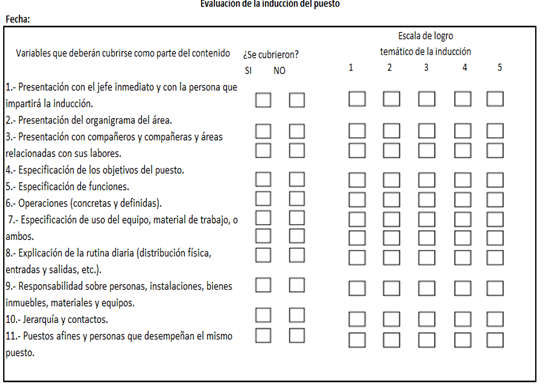 Evaluación de la inducción del puesto
Fecha:
Variables que deberán cubrirse como parte del contenido
¿Se cubrieron?
SI NO
Escala de logro
temático de la inducción
1 2 3 4 5
1.- Presentación con el jefe inmediato y con la persona que
impartirá la inducción.
2.- Presentación del organigrama del área.
3.- Presentación con compañeros y compañeras y áreas
relacionadas con sus labores.
4.- Especificación de los objetivos del puesto.
5.- Especificación de funciones.
6.- Operaciones (concretas y definidas).
7.- Especificación de uso del equipo, material de trabajo, o
ambos.
8.- Explicación de la rutina diaria (distribución física,
entradas y salidas, etc.).
9.- Responsabilidad sobre personas, instalaciones, bienes
inmuebles, materiales y equipos.
10.- Jerarquía y contactos.
11.- Puestos afines y personas que desempeñan el mismo
puesto.